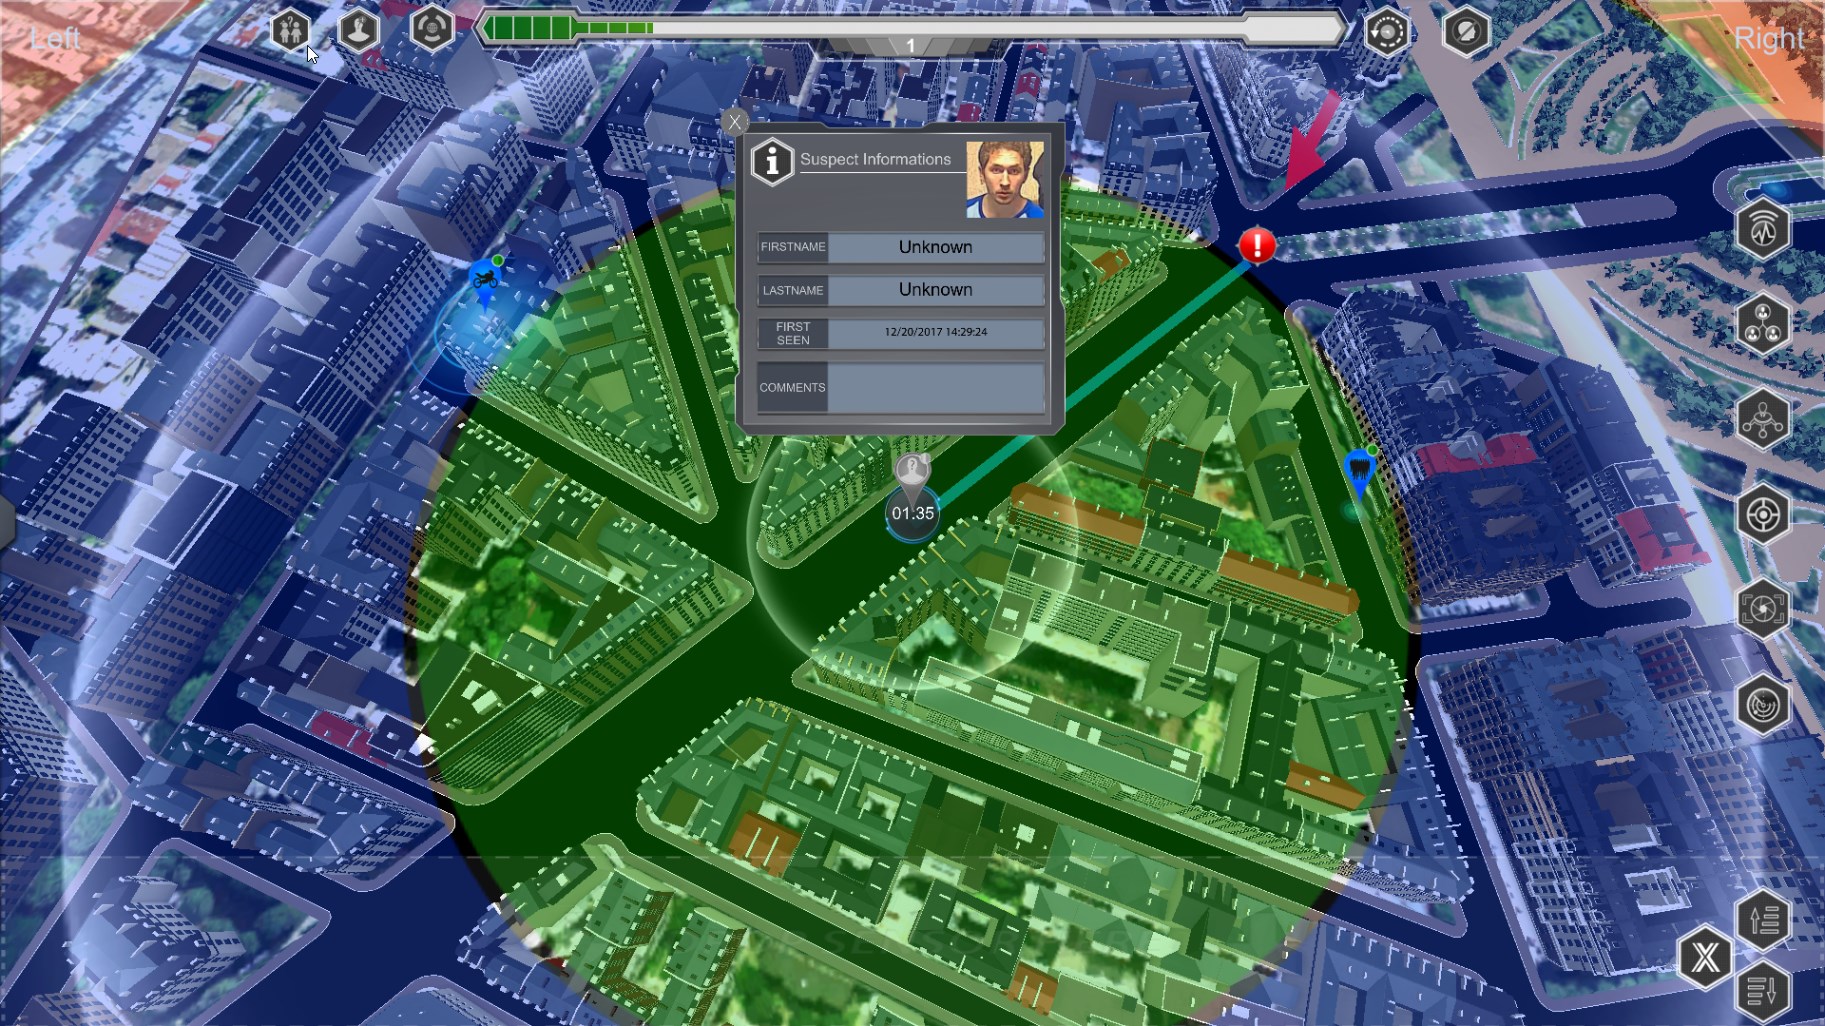 Left
1
Right
X
i Suspect Informations
FIRSTNAME Unknown
LASTNAME Unknown
FIRST SEEN 12/20/2017 14:29:24
COMMENTS
!
01:35
X